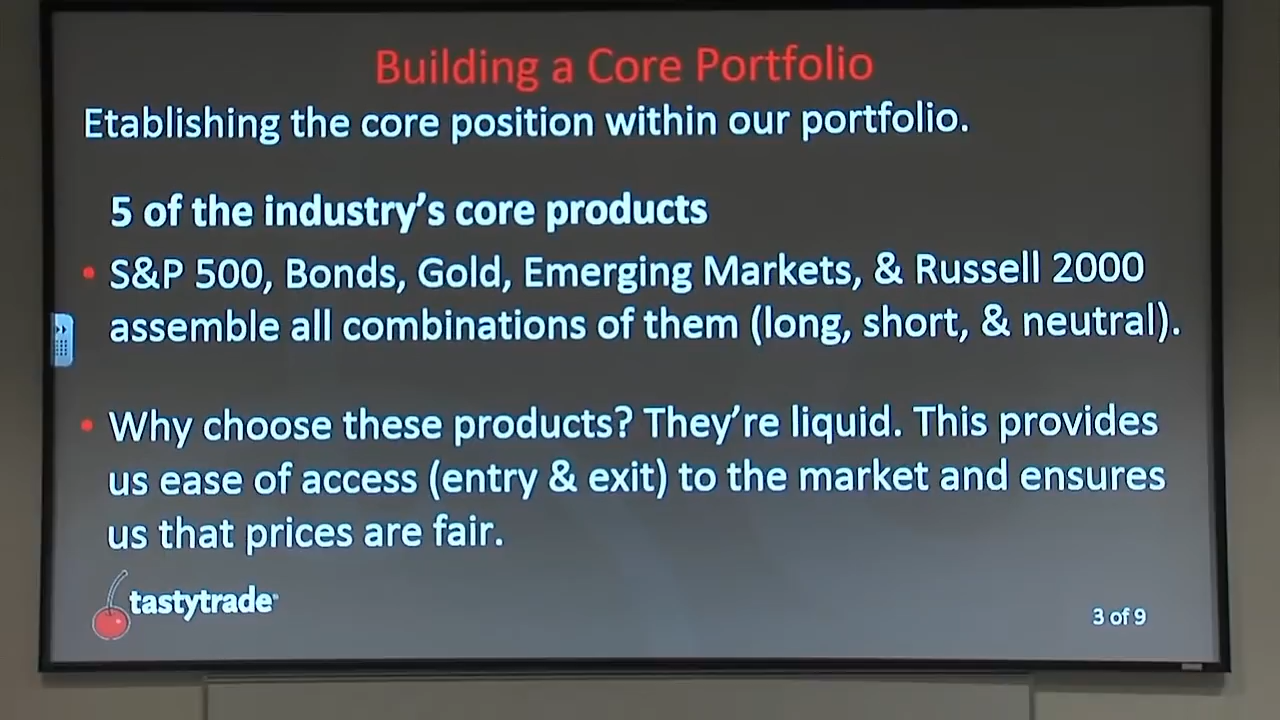 Building a Core Portfolio
Etablishing the core position within our portfolio.
5 of the industry's core products
• S&P 500, Bonds, Gold, Emerging Markets, & Russell 2000
assemble all combinations of them (long, short, & neutral).
• Why choose these products? They're liquid. This provides
us ease of access (entry & exit) to the market and ensures
us that prices are fair.
tastytrade
3 of 9